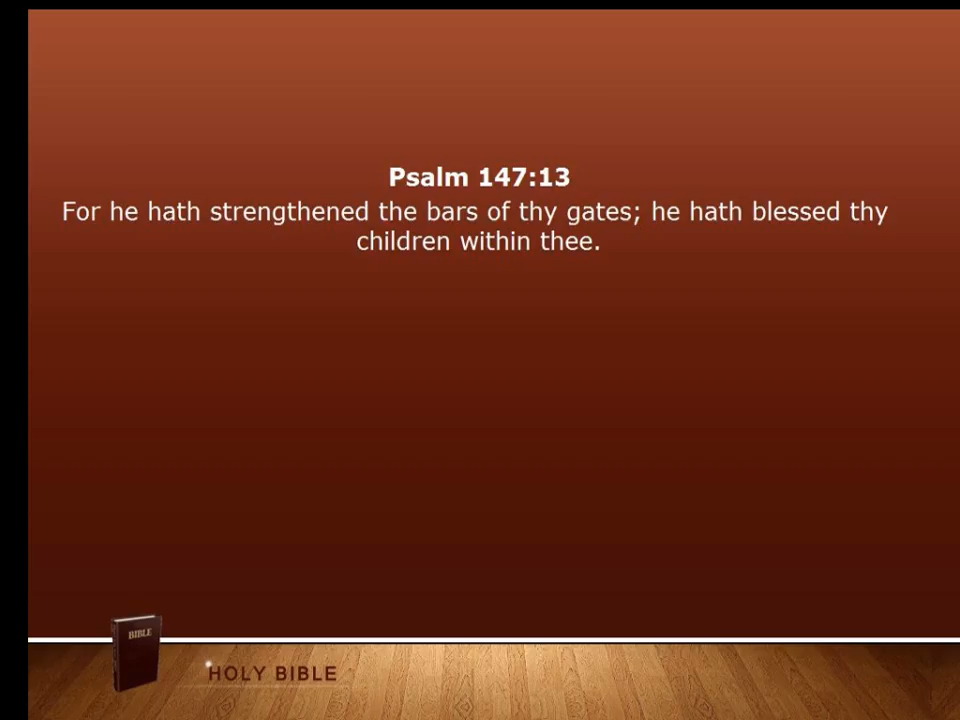 Psalm 147:13
For he hath strengthened the bars of thy gates; he hath blessed thy
children within thee.
BIBLE
HOLY BIBLE